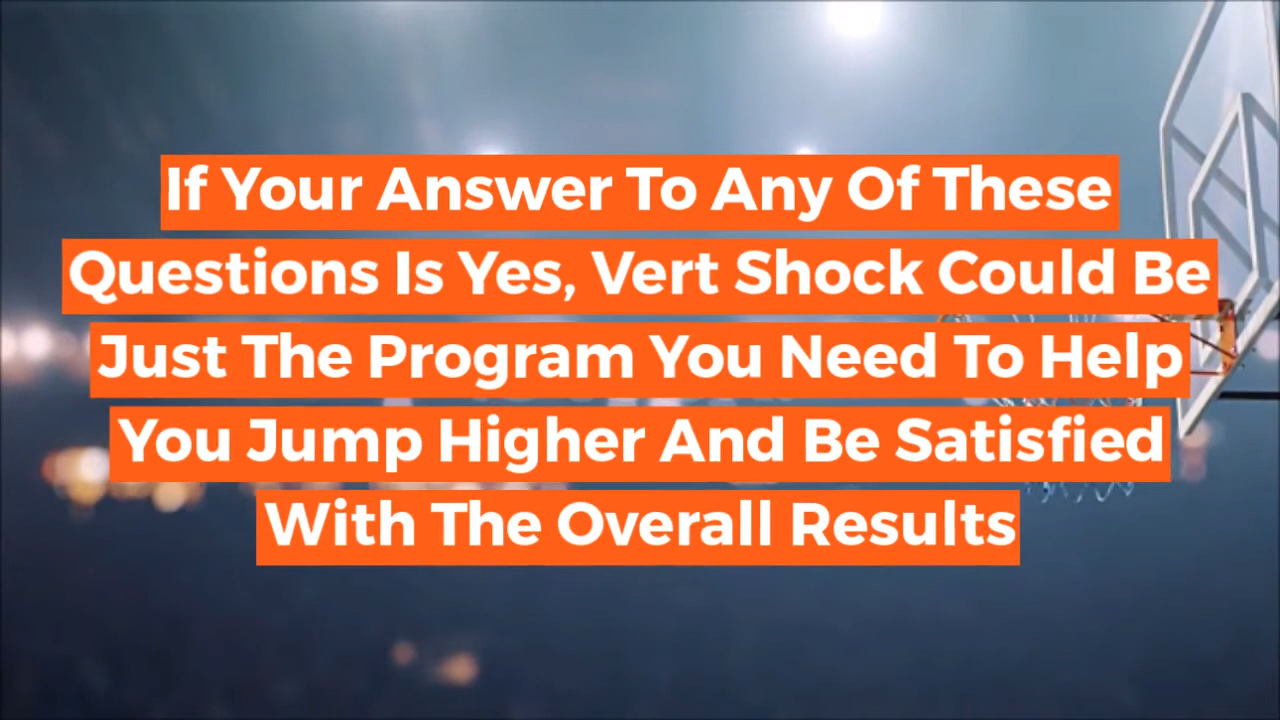 If Your Answer To Any Of These
Questions Is Yes, Vert Shock Could Be
Just The Program You Need To Help
You Jump Higher And Be Satisfied
With The Overall Results